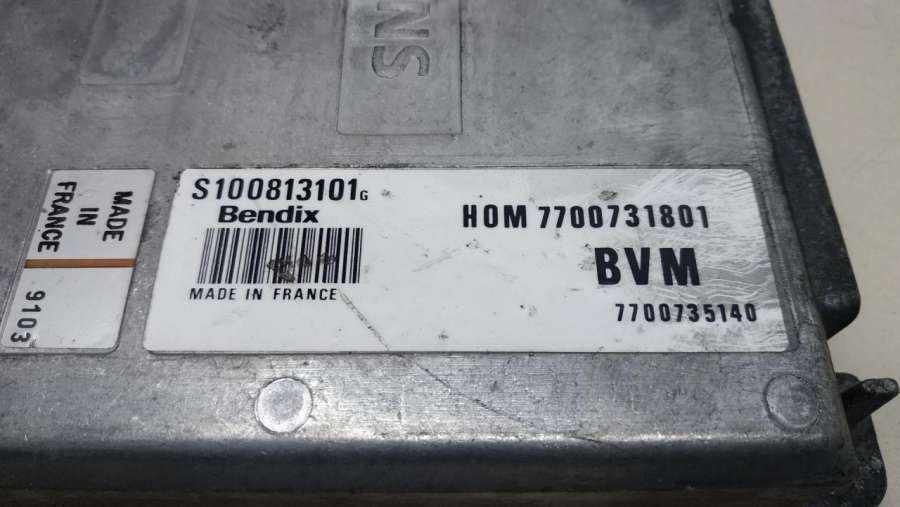 SNS
S100813101G
Bendix
MADE IN FRANCE
HOM 7700731801
BVM
7700735140
MADE
IN
FRANCE
9103